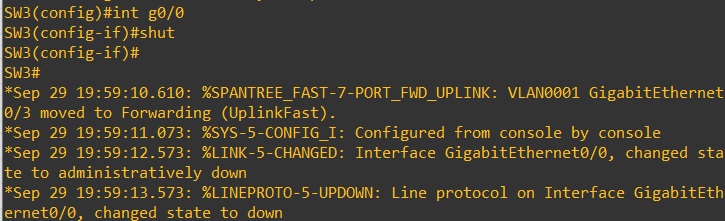 SW3(config)#int g0/0
SW3(config-if)#shut
SW3(config-if)#
SW3#
*Sep 29 19:59:10.610: %SPANTREE_FAST-7-PORT_FWD_UPLINK: VLAN0001 GigabitEthernet
0/3 moved to Forwarding (UplinkFast).
*Sep 29 19:59:11.073: %SYS-5-CONFIG_I: Configured from console by console
*Sep 29 19:59:12.573: %LINK-5-CHANGED: Interface GigabitEthernet0/0, changed sta
te to administratively down
*Sep 29 19:59:13.573: %LINEPROTO-5-UPDOWN: Line protocol on Interface GigabitEth
ernet0/0, changed state to down